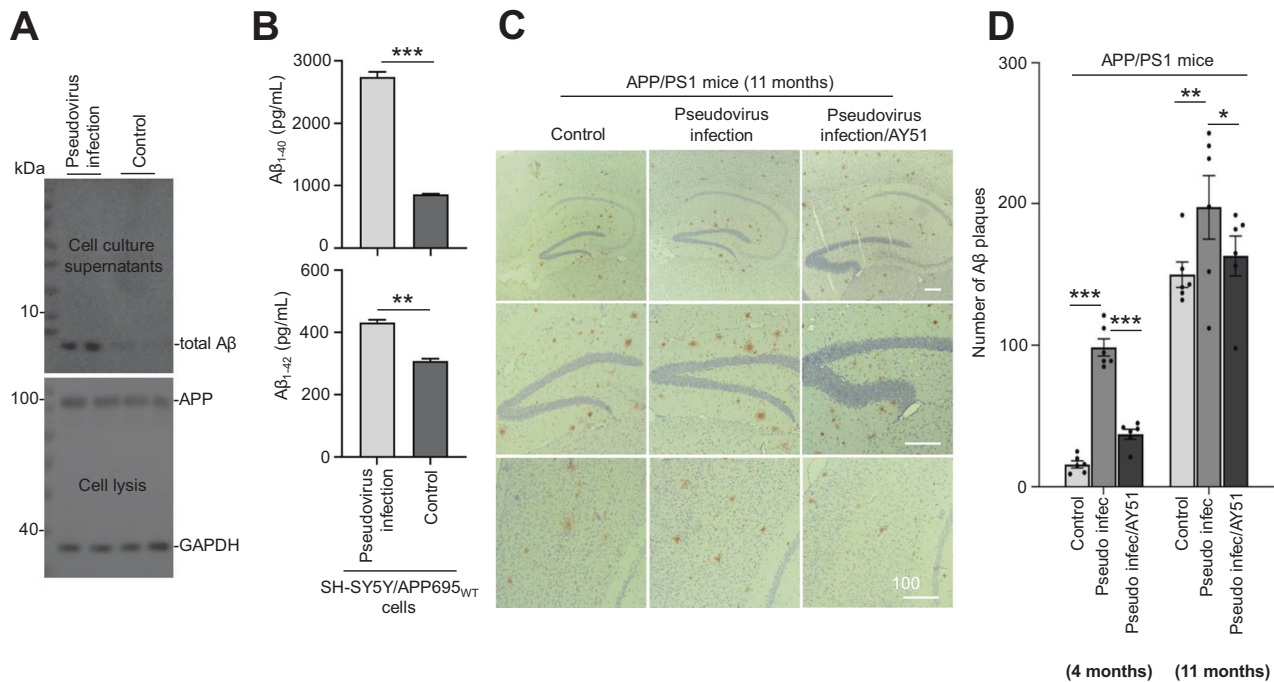 A
kDa
Pseudovirus
infection
Control
Cell culture
supernatants
10-
-total Aβ
100-
-APP
Cell lysis
40-
-GAPDH
B
***
Aβ1-40 (pg/mL)
3000
2000
1000
0
**
Aβ1-42 (pg/mL)
600
400
200
0
Pseudovirus
infection
Control
SH-SY5Y/APP695WT
cells
C
APP/PS1 mice (11 months)
Control
Pseudovirus
infection
Pseudovirus
infection/AY51
100
D
APP/PS1 mice
Number of Aβ plaques
300
200
100
0
***
***
**
*
Control
Pseudo infec
Pseudo infec/AY51
Control
Pseudo infec
Pseudo infec/AY51
(4 months)
(11 months)